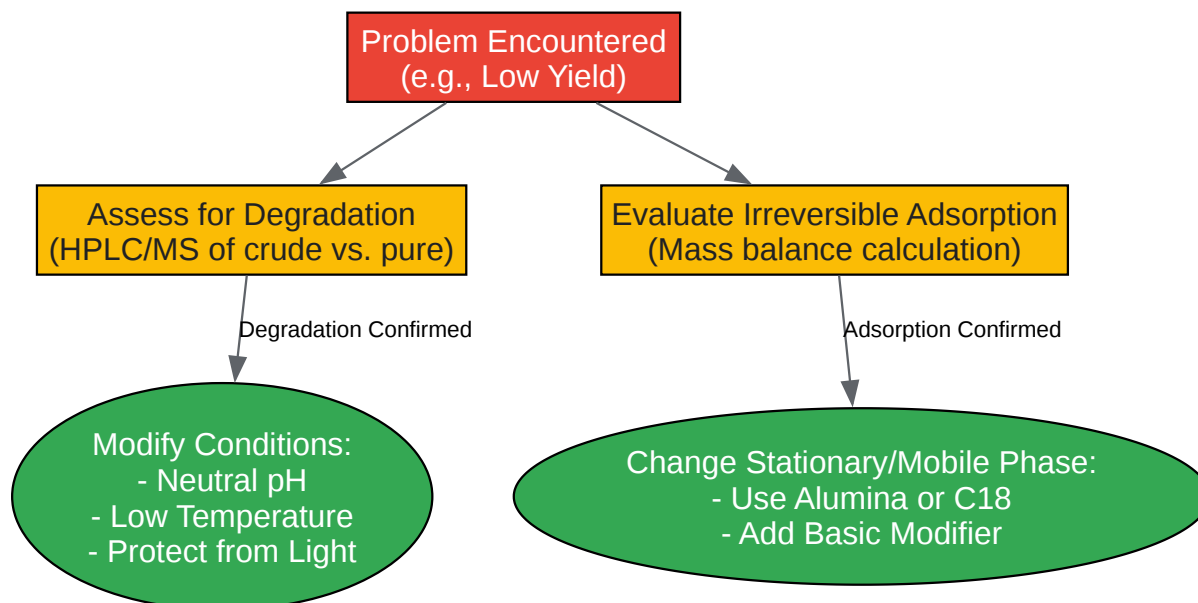 Problem Encountered
(e.g., Low Yield)
Assess for Degradation
(HPLC/MS of crude vs. pure)
Evaluate Irreversible Adsorption
(Mass balance calculation)
Degradation Confirmed
Adsorption Confirmed
Modify Conditions:
- Neutral pH
- Low Temperature
- Protect from Light
Change Stationary/Mobile Phase:
- Use Alumina or C18
- Add Basic Modifier